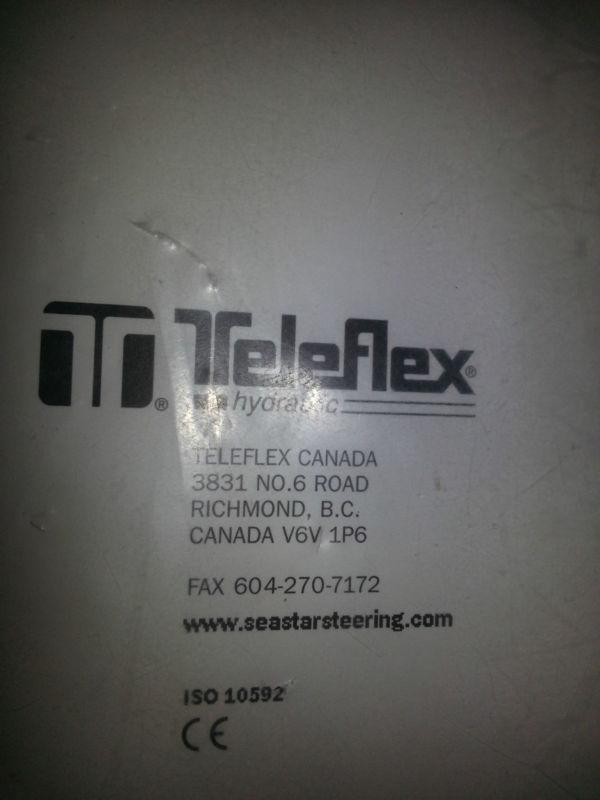 Teleflex®
® hydraulic
TELEFLEX CANADA
3831 NO.6 ROAD
RICHMOND, B.C.
CANADA V6V 1P6
FAX 604-270-7172
www.seastarsteering.com
ISO 10592
CE